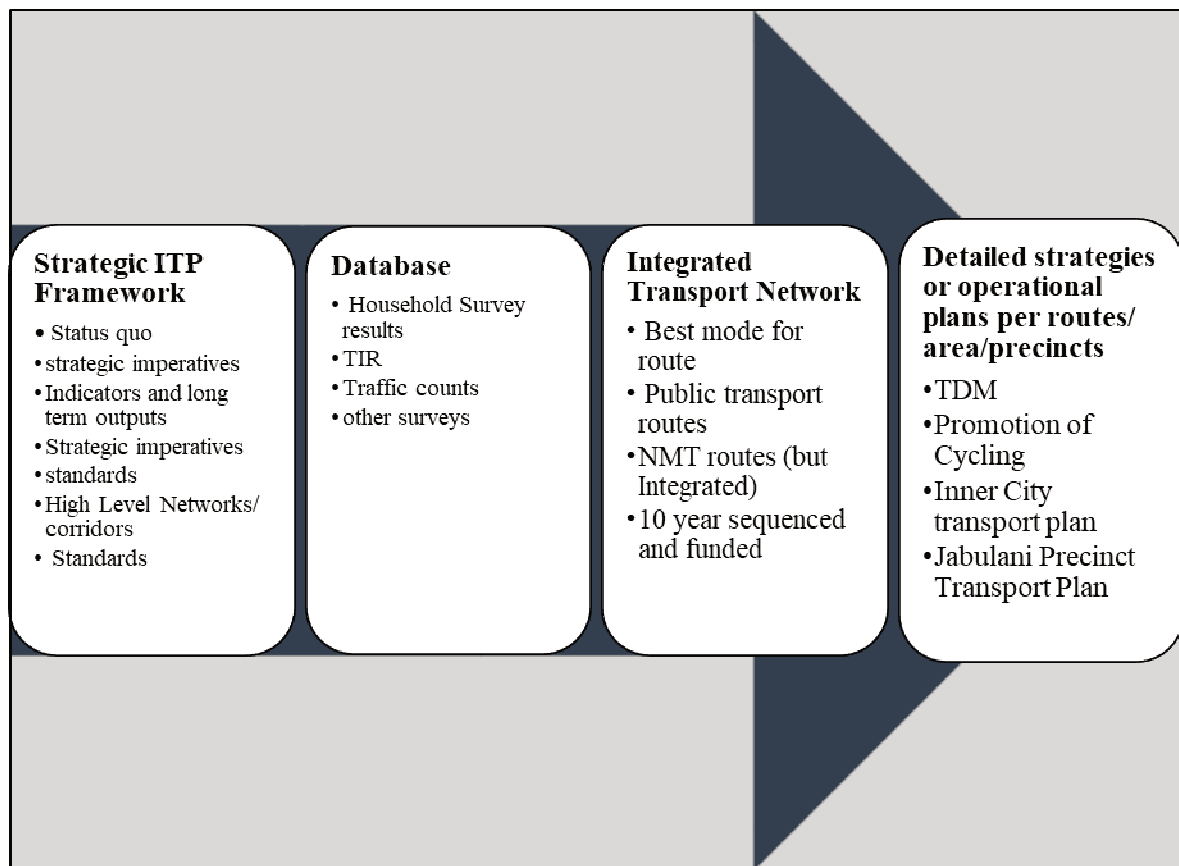 Strategic ITP
Framework
• Status quo
• strategic imperatives
• Indicators and long
term outputs
• Strategic imperatives
• standards
• High Level Networks/
corridors
• Standards
Database
• Household Survey
results
• TIR
• Traffic counts
• other surveys
Integrated
Transport Network
• Best mode for
route
• Public transport
routes
• NMT routes (but
Integrated)
• 10 year sequenced
and funded
Detailed strategies
or operational
plans per routes/
area/precincts
• TDM
• Promotion of
Cycling
• Inner City
transport plan
• Jabulani Precinct
Transport Plan